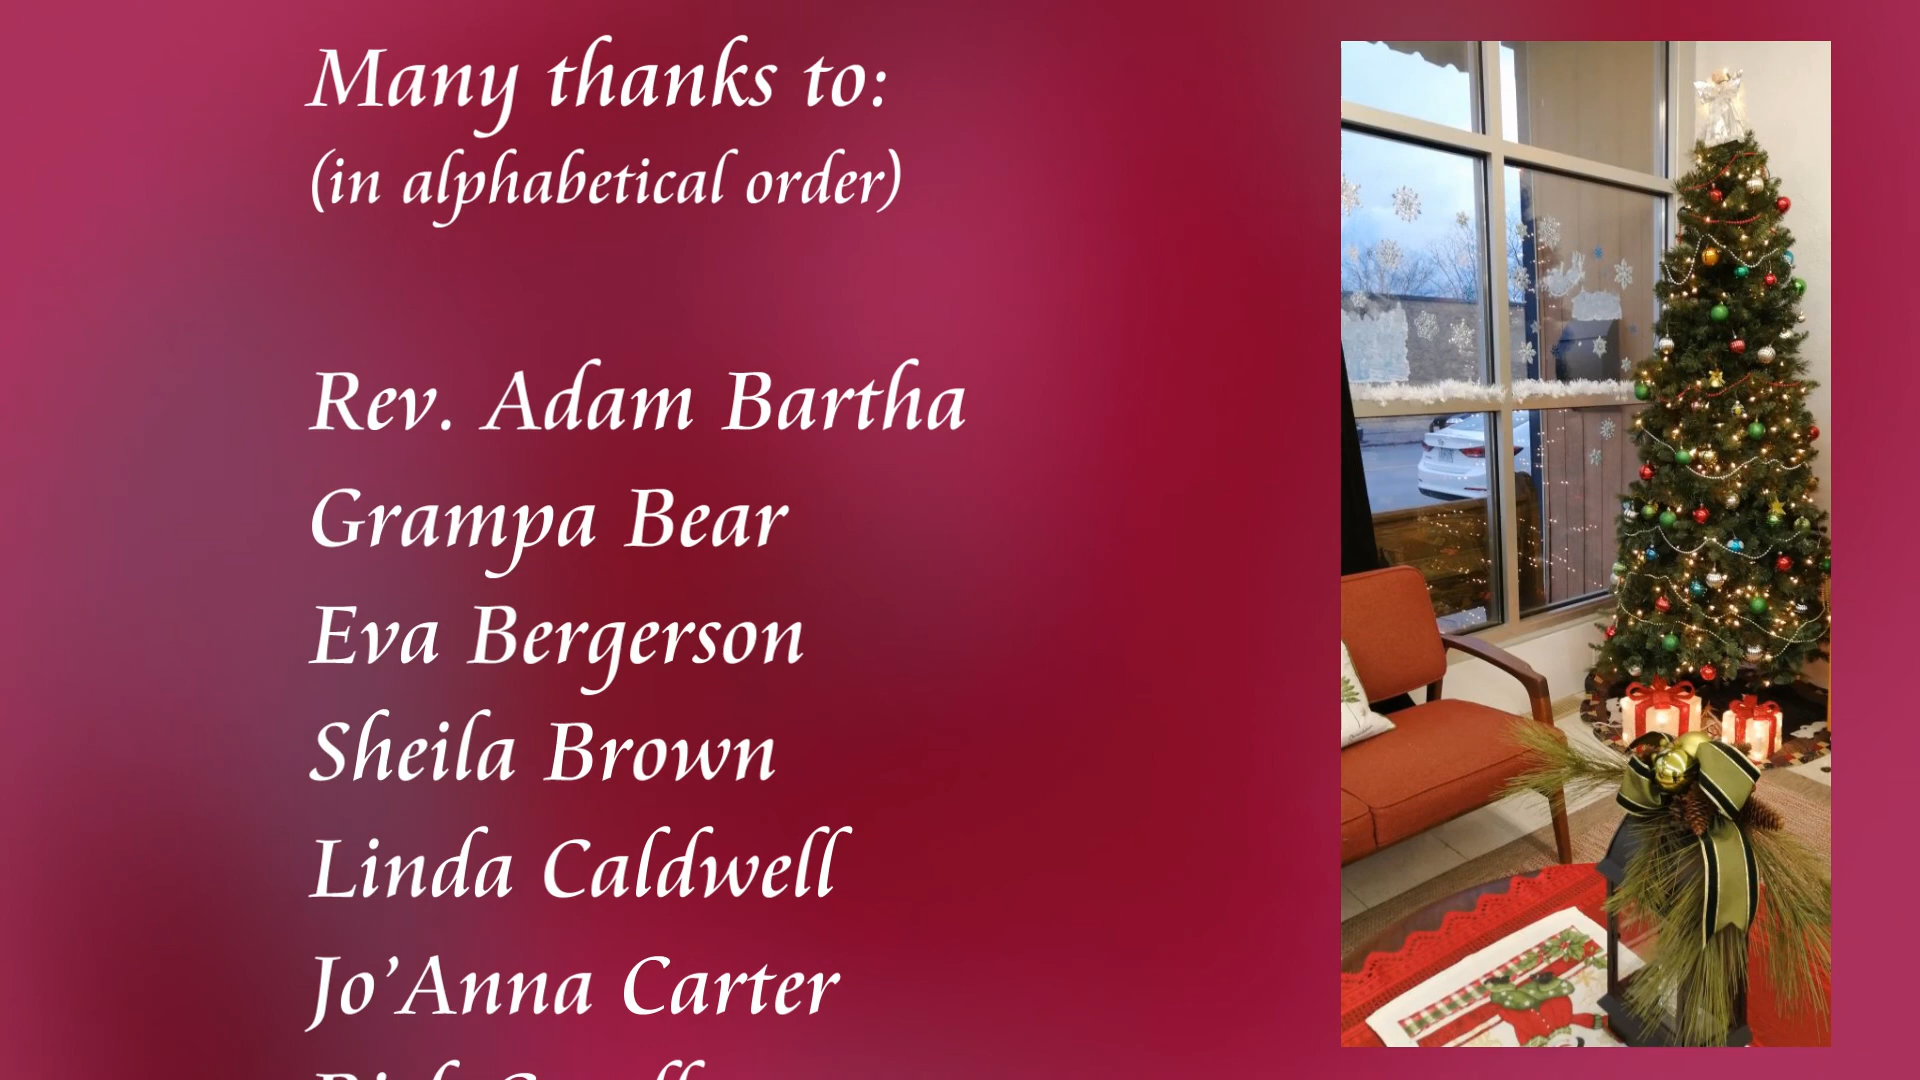 Many thanks to:
(in alphabetical order)
Rev. Adam Bartha
Grampa Bear
Eva Bergerson
Sheila Brown
Linda Caldwell
Jo’Anna Carter